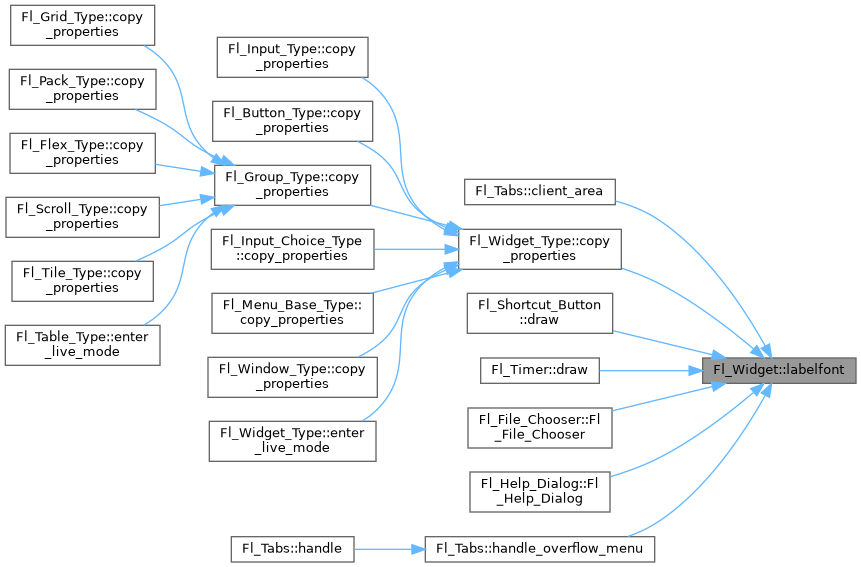 Fl_Grid_Type::copy
_properties
Fl_Pack_Type::copy
_properties
Fl_Flex_Type::copy
_properties
Fl_Scroll_Type::copy
_properties
Fl_Tile_Type::copy
_properties
Fl_Table_Type::enter
_live_mode
Fl_Input_Type::copy
_properties
Fl_Button_Type::copy
_properties
Fl_Group_Type::copy
_properties
Fl_Input_Choice_Type
::copy_properties
Fl_Menu_Base_Type::
copy_properties
Fl_Window_Type::copy
_properties
Fl_Widget_Type::enter
_live_mode
Fl_Tabs::handle
Fl_Tabs::client_area
Fl_Widget_Type::copy
_properties
Fl_Shortcut_Button
::draw
Fl_Timer::draw
Fl_File_Chooser::Fl
_File_Chooser
Fl_Help_Dialog::Fl
_Help_Dialog
Fl_Tabs::handle_overflow_menu
Fl_Widget::labelfont